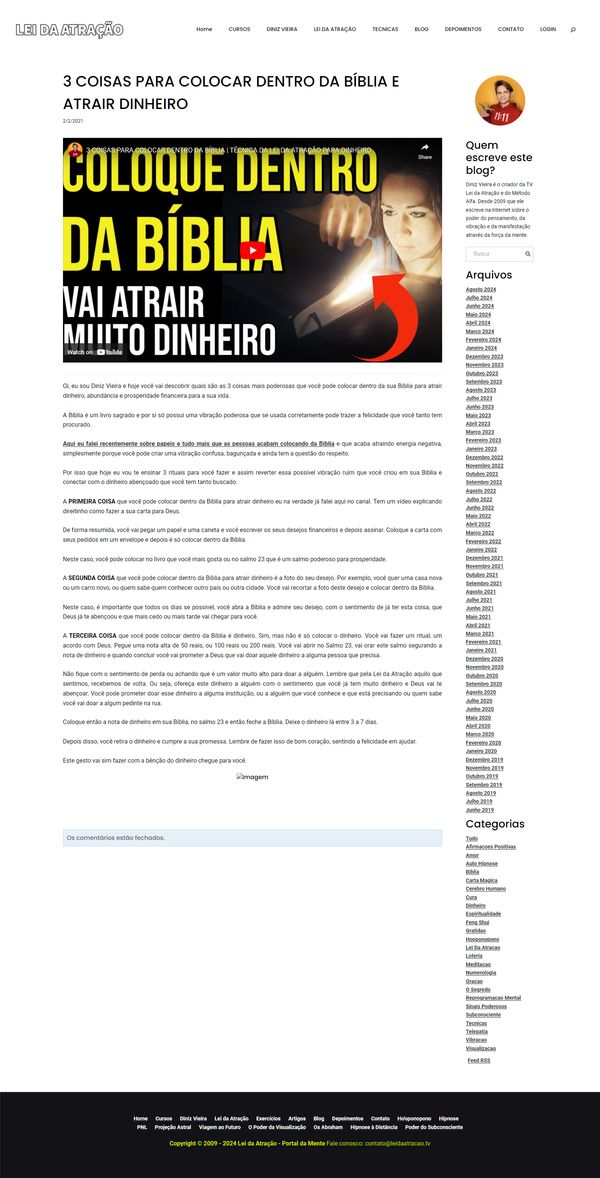 LEI DA ATRAÇÃO
Home CURSOS DINIZ VIEIRA LEI DA ATRAÇÃO TECNICAS BLOG DEPOIMENTOS CONTATO LOGIN
3 COISAS PARA COLOCAR DENTRO DA BÍBLIA E
ATRAIR DINHEIRO
2/2/2021
3 COISAS PARA COLOCAR DENTRO DA BÍBLIA | TÉCNICA DA LEI DA ATRAÇÃO PARA DINHEIRO
Share
COLOQUE DENTRO
DA BÍBLIA
VAI ATRAIR
MUITO DINHEIRO
Watch on YouTube
Oi, eu sou Diniz Vieira e hoje você vai descobrir quais são as 3 coisas mais poderosas que você pode colocar dentro da sua Bíblia para atrair
dinheiro, abundância e prosperidade financeira para a sua vida.
A Bíblia é um livro sagrado e por si só possui uma vibração poderosa que se usada corretamente pode trazer a felicidade que você tanto tem
procurado.
Aqui eu falei recentemente sobre papeis e tudo mais que as pessoas acabam colocando da Bíblia e que acaba atraindo energia negativa,
simplesmente porque você pode criar uma vibração confusa, bagunçada e ainda tem a questão do respeito.
Por isso que hoje eu vou te ensinar 3 rituais para você fazer e assim reverter essa possível vibração ruim que você criou em sua Bíblia e
conectar com o dinheiro abençoado que você tem tanto buscado.
A PRIMEIRA COISA que você pode colocar dentro da Bíblia para atrair dinheiro eu na verdade já falei aqui no canal. Tem um vídeo explicando
direitinho como fazer a sua carta para Deus.
De forma resumida, você vai pegar um papel e uma caneta e você escrever os seus desejos financeiros e depois assinar. Coloque a carta com
seus pedidos em um envelope e depois é só colocar dentro da Bíblia.
Neste caso, você pode colocar no livro que você mais gosta ou no salmo 23 que é um salmo poderoso para prosperidade.
A SEGUNDA COISA que você pode colocar dentro da Bíblia para atrair dinheiro é a foto do seu desejo. Por exemplo, você quer uma casa nova
ou um carro novo, ou quem sabe quem conhecer outro país ou outra cidade. Você vai recortar a foto deste desejo e colocar dentro da Bíblia.
Neste caso, é importante que todos os dias se possível, você abra a Bíblia e admire seu desejo, com o sentimento de já ter esta coisa, que
Deus já te abençoou e que mais cedo ou mais tarde vai chegar para você.
A TERCEIRA COISA que você pode colocar dentro da Bíblia é dinheiro. Sim, mas não é só colocar o dinheiro. Você vai fazer um ritual, um
acordo com Deus. Pegue uma nota alta de 50 reais, ou 100 reais ou 200 reais. Você vai abrir no Salmo 23, vai orar este salmo segurando a
nota de dinheiro e quando concluir você vai prometer a Deus que vai doar aquele dinheiro a alguma pessoa que precisa.
Não fique com o sentimento de perda ou achando que é um valor muito alto para doar a alguém. Lembre que pela Lei da Atração aquilo que
sentimos, recebemos de volta. Ou seja, ofereça este dinheiro a alguém com o sentimento que você já tem muito dinheiro e Deus vai te
abençoar. Você pode prometer doar esse dinheiro a alguma instituição, ou a alguém que você conhece e que está precisando ou quem sabe
você vai doar a algum pedinte na rua.
Coloque então a nota de dinheiro em sua Bíblia, no salmo 23 e então feche a Bíblia. Deixe o dinheiro lá entre 3 a 7 dias.
Depois disso, você retira o dinheiro e cumpre a sua promessa. Lembre de fazer isso de bom coração, sentindo a felicidade em ajudar.
Este gesto vai sim fazer com a bênção do dinheiro chegue para você.
Imagem
Os comentários estão fechados.
11:11
Quem
escreve este
blog?
Diniz Vieira é o criador da TV
Lei da Atração e do Método
Alfa. Desde 2009 que ele
escreve na Internet sobre o
poder do pensamento, da
vibração e da manifestação
através da força da mente.
Busca
Arquivos
Agosto 2024
Julho 2024
Junho 2024
Maio 2024
Abril 2024
Março 2024
Fevereiro 2024
Janeiro 2024
Dezembro 2023
Novembro 2023
Outubro 2023
Setembro 2023
Agosto 2023
Julho 2023
Junho 2023
Maio 2023
Abril 2023
Março 2023
Fevereiro 2023
Janeiro 2023
Dezembro 2022
Novembro 2022
Outubro 2022
Setembro 2022
Agosto 2022
Julho 2022
Junho 2022
Maio 2022
Abril 2022
Março 2022
Fevereiro 2022
Janeiro 2022
Dezembro 2021
Novembro 2021
Outubro 2021
Setembro 2021
Agosto 2021
Julho 2021
Junho 2021
Maio 2021
Abril 2021
Março 2021
Fevereiro 2021
Janeiro 2021
Dezembro 2020
Novembro 2020
Outubro 2020
Setembro 2020
Agosto 2020
Julho 2020
Junho 2020
Maio 2020
Abril 2020
Março 2020
Fevereiro 2020
Janeiro 2020
Dezembro 2019
Novembro 2019
Outubro 2019
Setembro 2019
Agosto 2019
Julho 2019
Junho 2019
Categorias
Tudo
Afirmacoes Positivas
Amor
Auto Hipnose
Bíblia
Carta Magica
Cerebro Humano
Cura
Dinheiro
Espiritualidade
Feng Shui
Gratidao
Hooponopono
Lei Da Atracao
Loteria
Meditacao
Numerologia
Oracao
O Segredo
Reprogramacao Mental
Sinais Poderosos
Subconsciente
Tecnicas
Telepatia
Vibracao
Visualizacao
Feed RSS
Home Cursos Diniz Vieira Lei da Atração Exercícios Artigos Blog Depoimentos Contato Ho'oponopono Hipnose
PNL Projeção Astral Viagem ao Futuro O Poder da Visualização Os Abraham Hipnose à Distância Poder do Subconsciente
Copyright © 2009 - 2024 Lei da Atração - Portal da Mente Fale conosco: contato@leidaatracao.tv